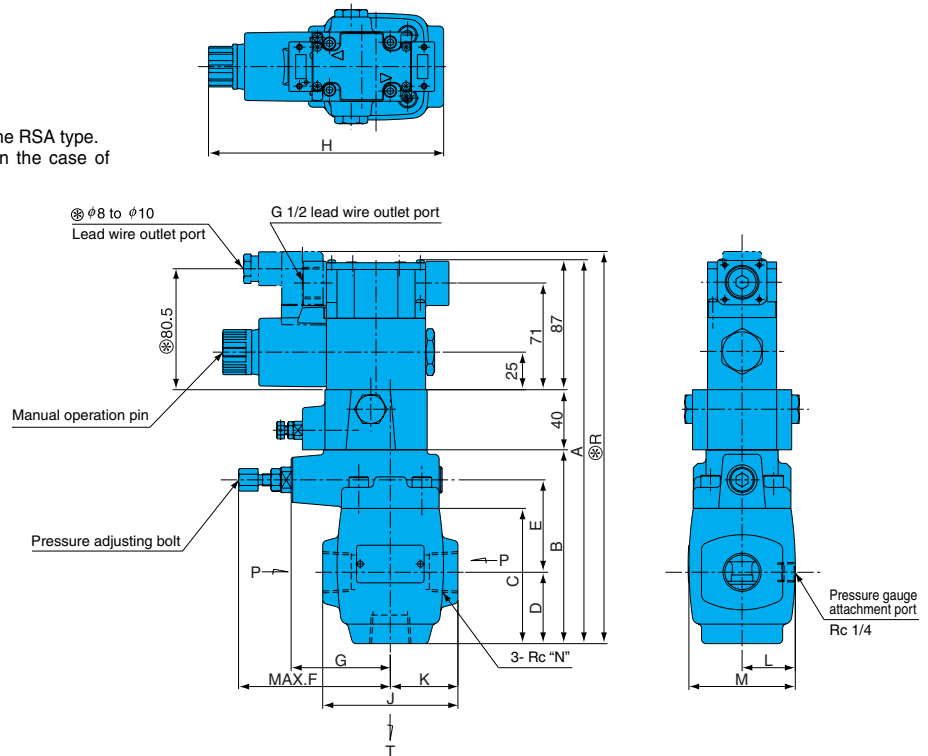 H
he RSA type.
n the case of
⊛ φ8 to φ10
Lead wire outlet port
G 1/2 lead wire outlet port
⊛80.5
71
87
25
40
A
⊛R
Manual operation pin
Pressure adjusting bolt
E
B
C
D
P
P
G
MAX.F
K
J
T
3- Rc “N”
L
M
Pressure gauge
attachment port
Rc 1/4